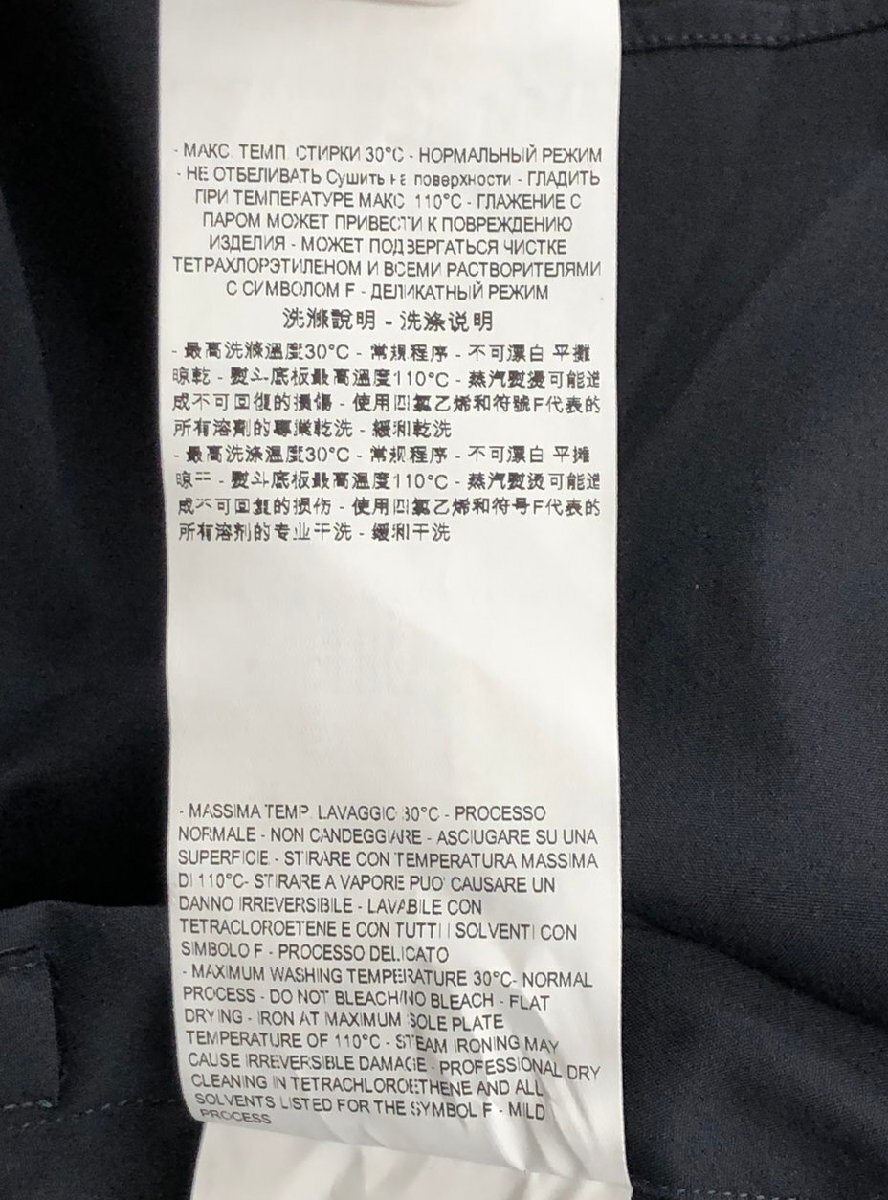 - МАКС. ТЕМП. СТИРКИ 30°C - НОРМАЛЬНЫЙ РЕЖИМ
- НЕ ОТБЕЛИВАТЬ Сушить на поверхности - ГЛАДИТЬ
ПРИ ТЕМПЕРАТУРЕ МАКС. 110°C - ГЛАЖЕНИЕ С
ПАРОМ МОЖЕТ ПРИВЕСТИ К ПОВРЕЖДЕНИЮ
ИЗДЕЛИЯ - МОЖЕТ ПОДВЕРГАТЬСЯ ЧИСТКЕ
ТЕТРАХЛОРЭТИЛЕНОМ И ВСЕМИ РАСТВОРИТЕЛЯМИ
С СИМВОЛОМ F - ДЕЛИКАТНЫЙ РЕЖИМ
洗滌說明 - 洗涤说明
- 最高洗滌溫度30°C - 常規程序 - 不可漂白 平攤
晾乾 - 熨斗底板最高溫度110°C - 蒸汽熨燙可能造
成不可回復的損傷 - 使用四氯乙烯和符號F代表的
所有溶劑的專業乾洗 - 緩和乾洗
- 最高洗涤温度30°C - 常规程序 - 不可漂白 平摊
晾干 - 熨斗底板最高温度110°C - 蒸汽熨烫可能造
成不可回复的损伤 - 使用四氯乙烯和符号F代表的
所有溶剂的专业干洗 - 缓和干洗
- MASSIMA TEMP. LAVAGGIO 30°C - PROCESSO
NORMALE - NON CANDEGGIARE - ASCIUGARE SU UNA
SUPERFICIE - STIRARE CON TEMPERATURA MASSIMA
DI 110°C- STIRARE A VAPORE PUO' CAUSARE UN
DANNO IRREVERSIBILE - LAVABILE CON
TETRACLOROETENE E CON TUTTI I SOLVENTI CON
SIMBOLO F - PROCESSO DELICATO
- MAXIMUM WASHING TEMPERATURE 30°C- NORMAL
PROCESS - DO NOT BLEACH/NO BLEACH - FLAT
DRYING - IRON AT MAXIMUM SOLE PLATE
TEMPERATURE OF 110°C - STEAM IRONING MAY
CAUSE IRREVERSIBLE DAMAGE - PROFESSIONAL DRY
CLEANING IN TETRACHLOROETHENE AND ALL
SOLVENTS LISTED FOR THE SYMBOL F - MILD
PROCESS